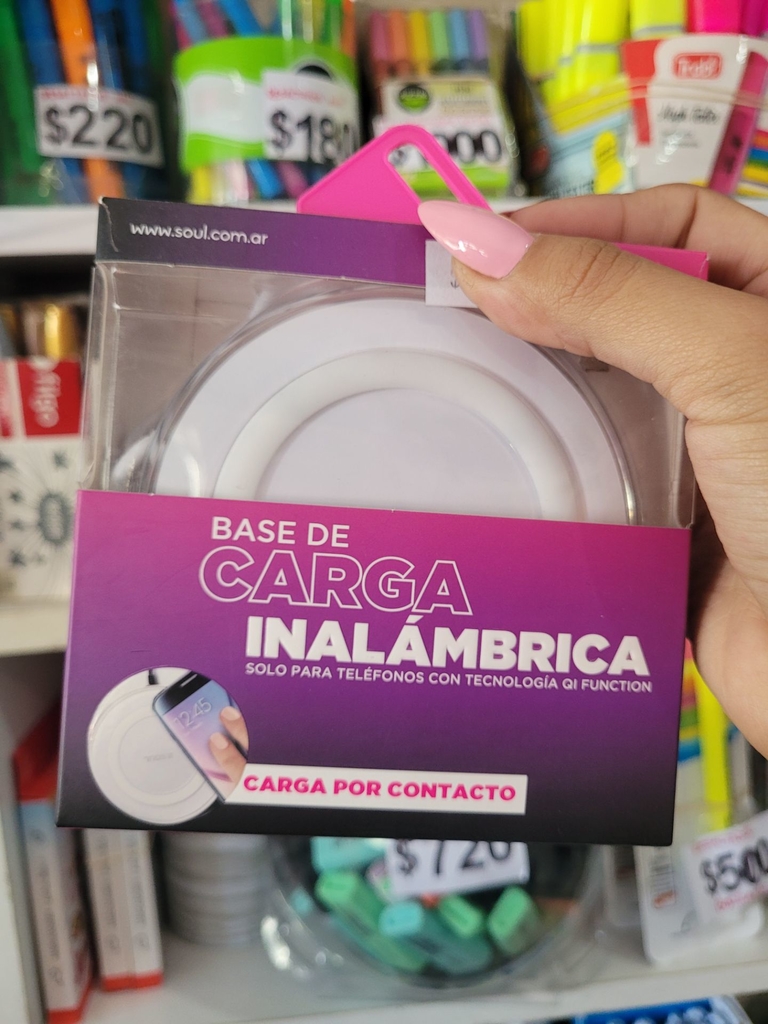 $220
$180
www.soul.com.ar
BASE DE
CARGA
INALÁMBRICA
SOLO PARA TELÉFONOS CON TECNOLOGÍA QI FUNCTION
12:45
CARGA POR CONTACTO
$720
$500